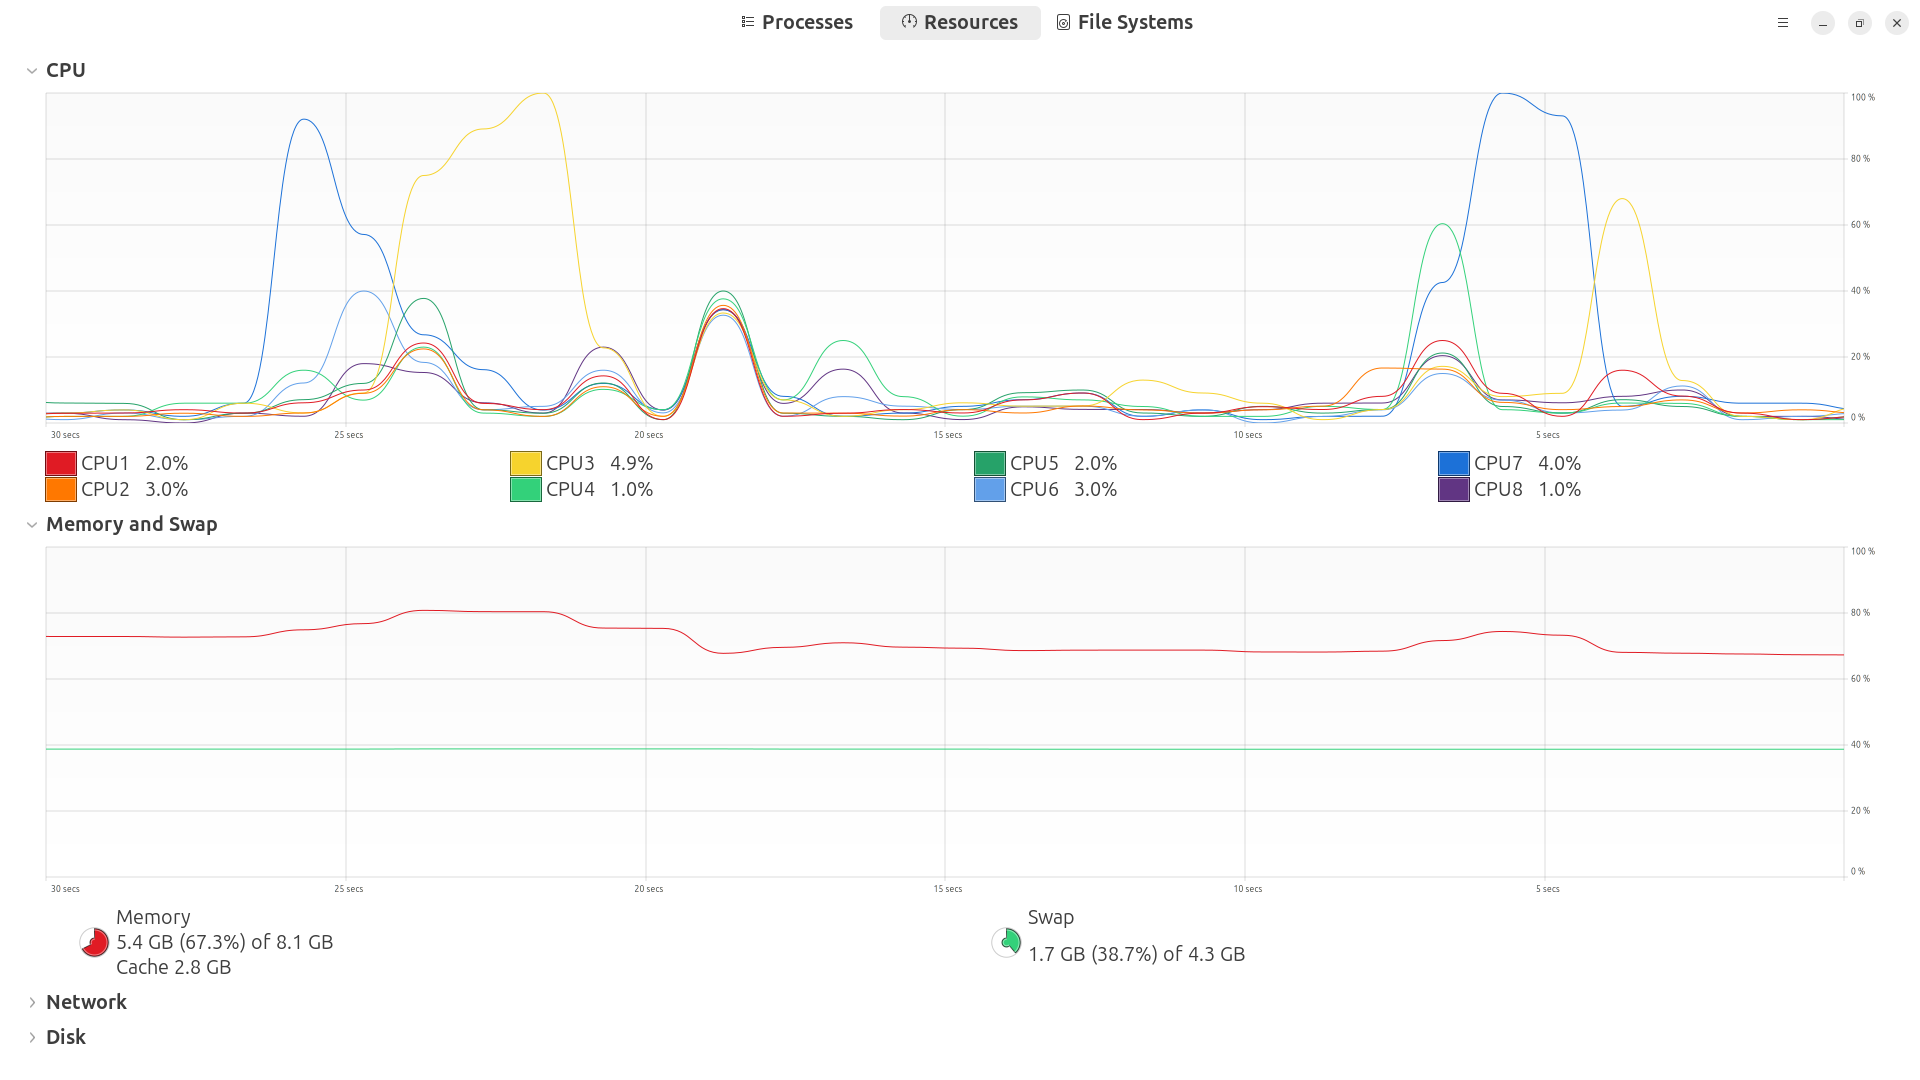 Processes Resources File Systems
CPU
100 %
80 %
60 %
40 %
20 %
0 %
30 secs 25 secs 20 secs 15 secs 10 secs 5 secs
CPU1 2.0% CPU3 4.9% CPU5 2.0% CPU7 4.0%
CPU2 3.0% CPU4 1.0% CPU6 3.0% CPU8 1.0%
Memory and Swap
100 %
80 %
60 %
40 %
20 %
0 %
30 secs 25 secs 20 secs 15 secs 10 secs 5 secs
Memory
5.4 GB (67.3%) of 8.1 GB
Cache 2.8 GB
Swap
1.7 GB (38.7%) of 4.3 GB
Network
Disk